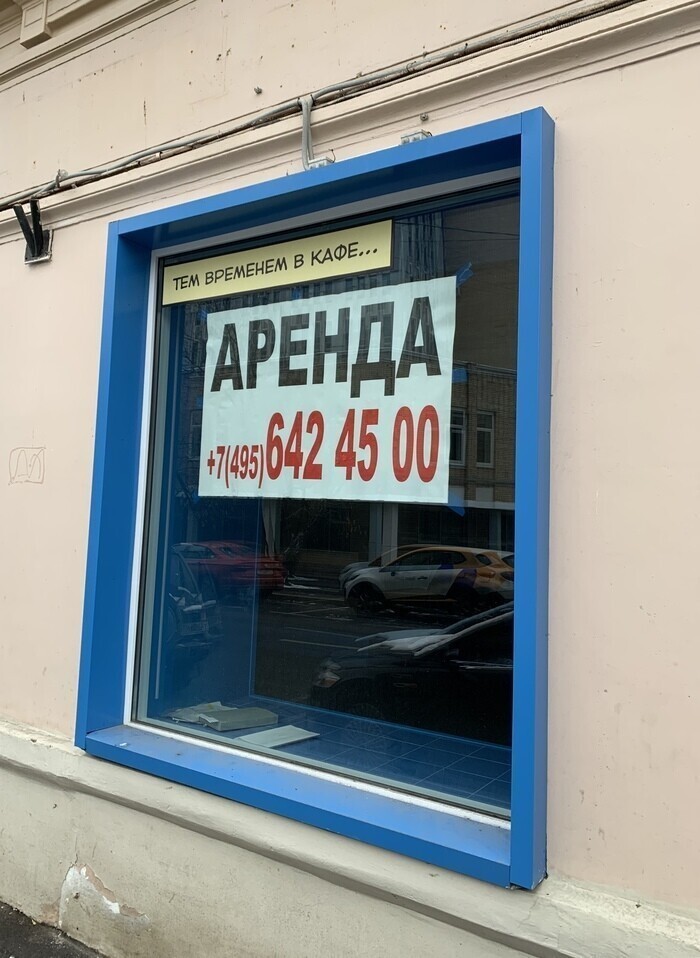 ТЕМ ВРЕМЕНЕМ В КАФЕ...
АРЕНДА
+7(495)642 45 00